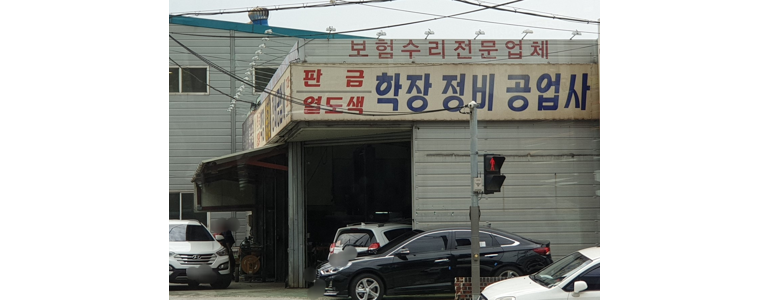 보험수리전문업체
판금
열도색
학장정비공업사